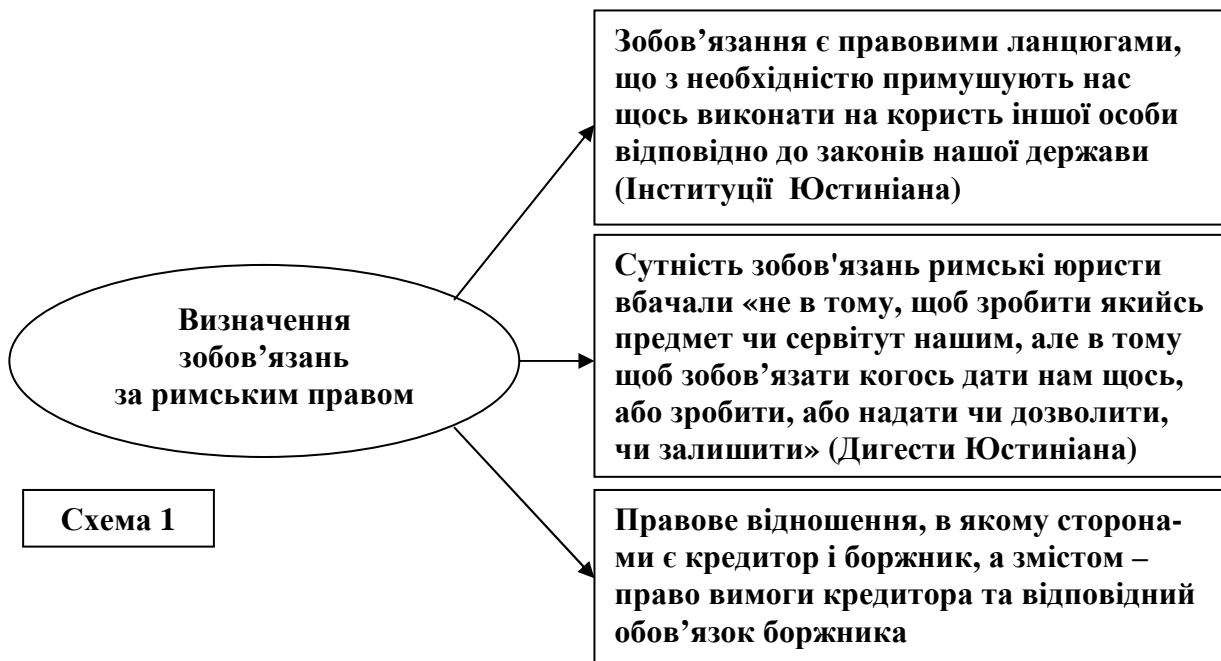 Визначення
зобов’язань
за римським правом
Зобов’язання є правовими ланцюгами,
що з необхідністю примушують нас
щось виконати на користь іншої особи
відповідно до законів нашої держави
(Інституції Юстиніана)
Сутність зобов'язань римські юристи
вбачали «не в тому, щоб зробити якийсь
предмет чи сервітут нашим, але в тому
щоб зобов’язати когось дати нам щось,
або зробити, або надати чи дозволити,
чи залишити» (Дигести Юстиніана)
Правове відношення, в якому сторона-
ми є кредитор і боржник, а змістом –
право вимоги кредитора та відповідний
обов’язок боржника
Схема 1